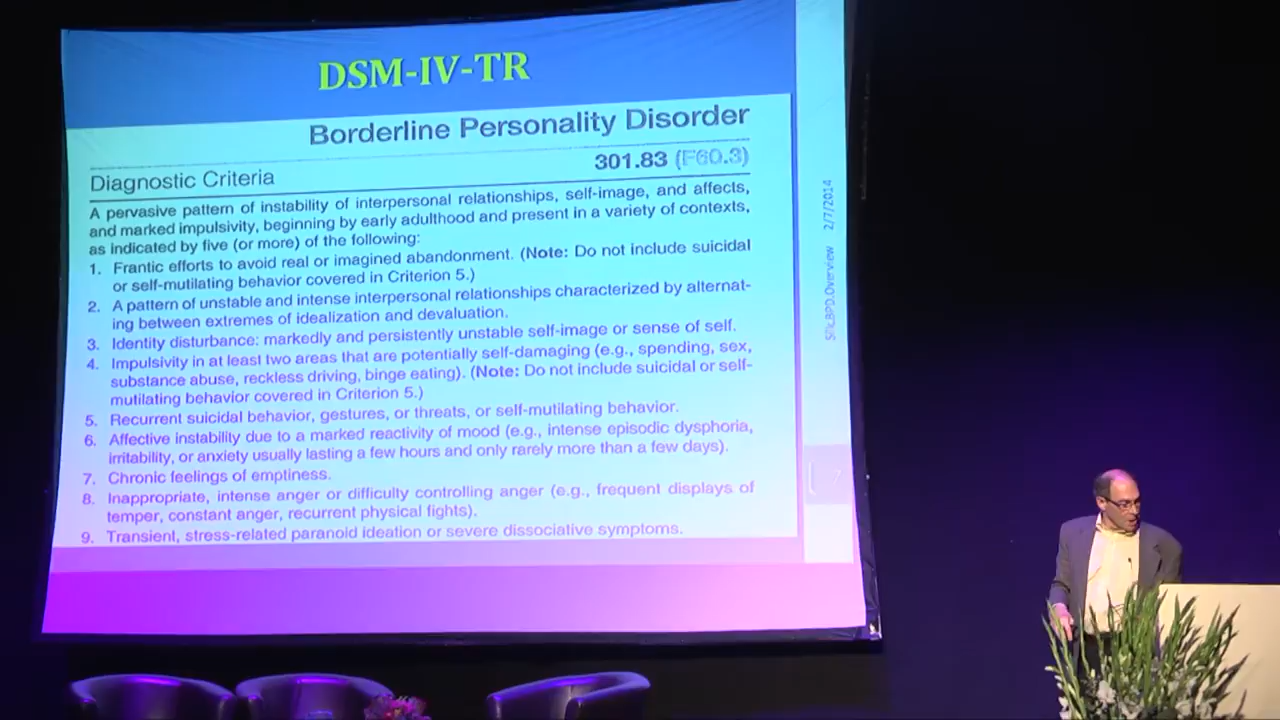 DSM-IV-TR
Borderline Personality Disorder
301.83 (F60.3)
Diagnostic Criteria
A pervasive pattern of instability of interpersonal relationships, self-image, and affects,
and marked impulsivity, beginning by early adulthood and present in a variety of contexts,
as indicated by five (or more) of the following:
1. Frantic efforts to avoid real or imagined abandonment. (Note: Do not include suicidal
or self-mutilating behavior covered in Criterion 5.)
2. A pattern of unstable and intense interpersonal relationships characterized by alternat-
ing between extremes of idealization and devaluation.
3. Identity disturbance: markedly and persistently unstable self-image or sense of self.
4. Impulsivity in at least two areas that are potentially self-damaging (e.g., spending, sex,
substance abuse, reckless driving, binge eating). (Note: Do not include suicidal or self-
mutilating behavior covered in Criterion 5.)
5. Recurrent suicidal behavior, gestures, or threats, or self-mutilating behavior.
6. Affective instability due to a marked reactivity of mood (e.g., intense episodic dysphoria,
irritability, or anxiety usually lasting a few hours and only rarely more than a few days).
7. Chronic feelings of emptiness.
8. Inappropriate, intense anger or difficulty controlling anger (e.g., frequent displays of
temper, constant anger, recurrent physical fights).
9. Transient, stress-related paranoid ideation or severe dissociative symptoms.
2/7/2014